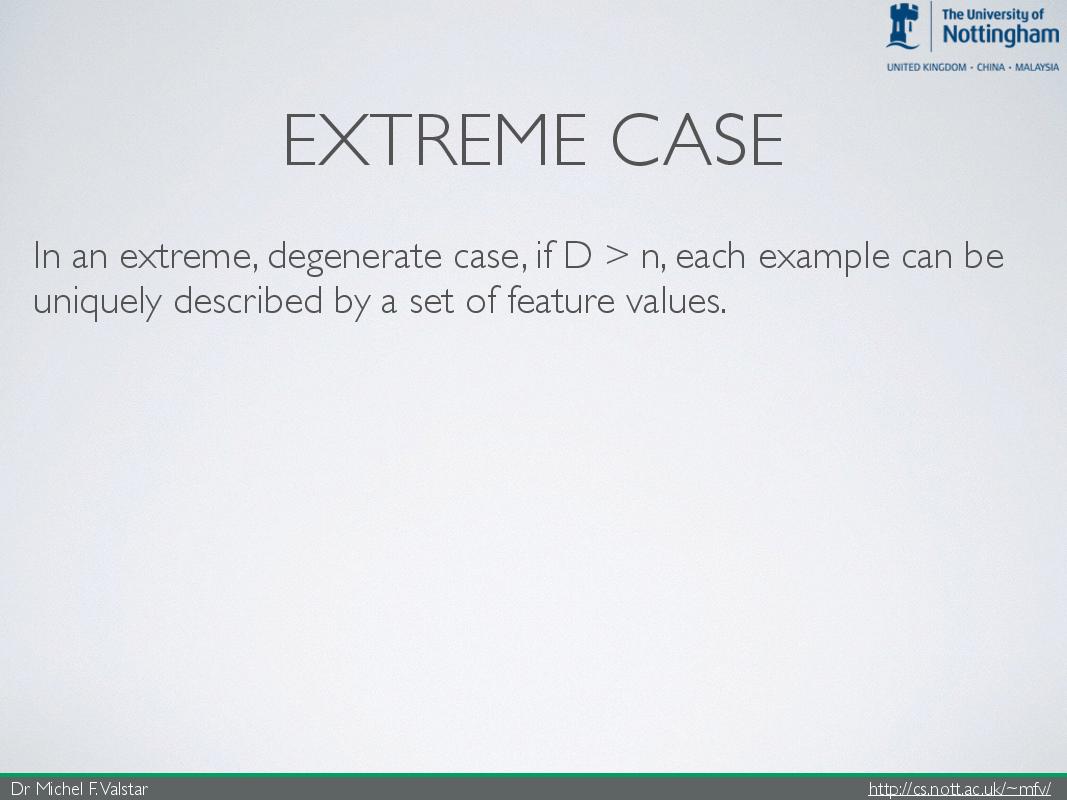 The University of
Nottingham
UNITED KINGDOM · CHINA · MALAYSIA
EXTREME CASE
In an extreme, degenerate case, if D > n, each example can be
uniquely described by a set of feature values.
Dr Michel F. Valstar
http://cs.nott.ac.uk/~mfv/